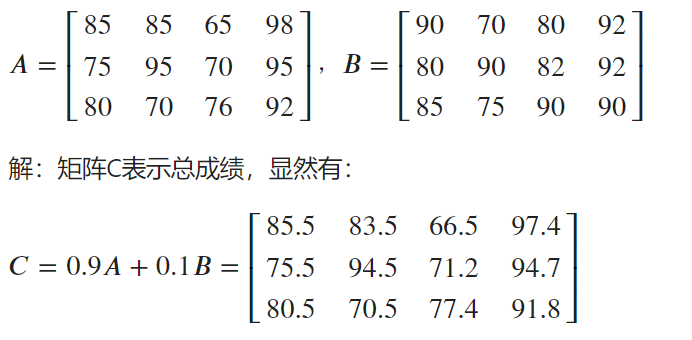 A = [85 85 65 98; 75 95 70 95; 80 70 76 92], B = [90 70 80 92; 80 90 82 92; 85 75 90 90]
解：矩阵C表示总成绩，显然有：
C = 0.9A + 0.1B = [85.5 83.5 66.5 97.4; 75.5 94.5 71.2 94.7; 80.5 70.5 77.4 91.8]